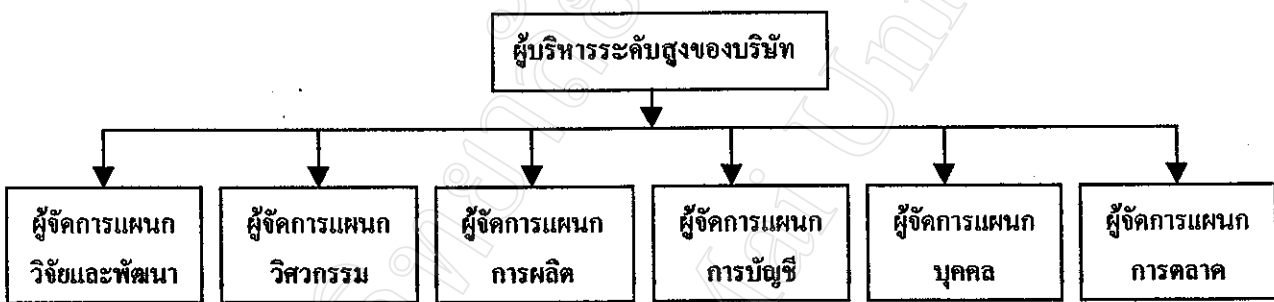 ผู้บริหารระดับสูงของบริษัท
ผู้จัดการแผนก
วิจัยและพัฒนา
ผู้จัดการแผนก
วิศวกรรม
ผู้จัดการแผนก
การผลิต
ผู้จัดการแผนก
การบัญชี
ผู้จัดการแผนก
บุคคล
ผู้จัดการแผนก
การตลาด